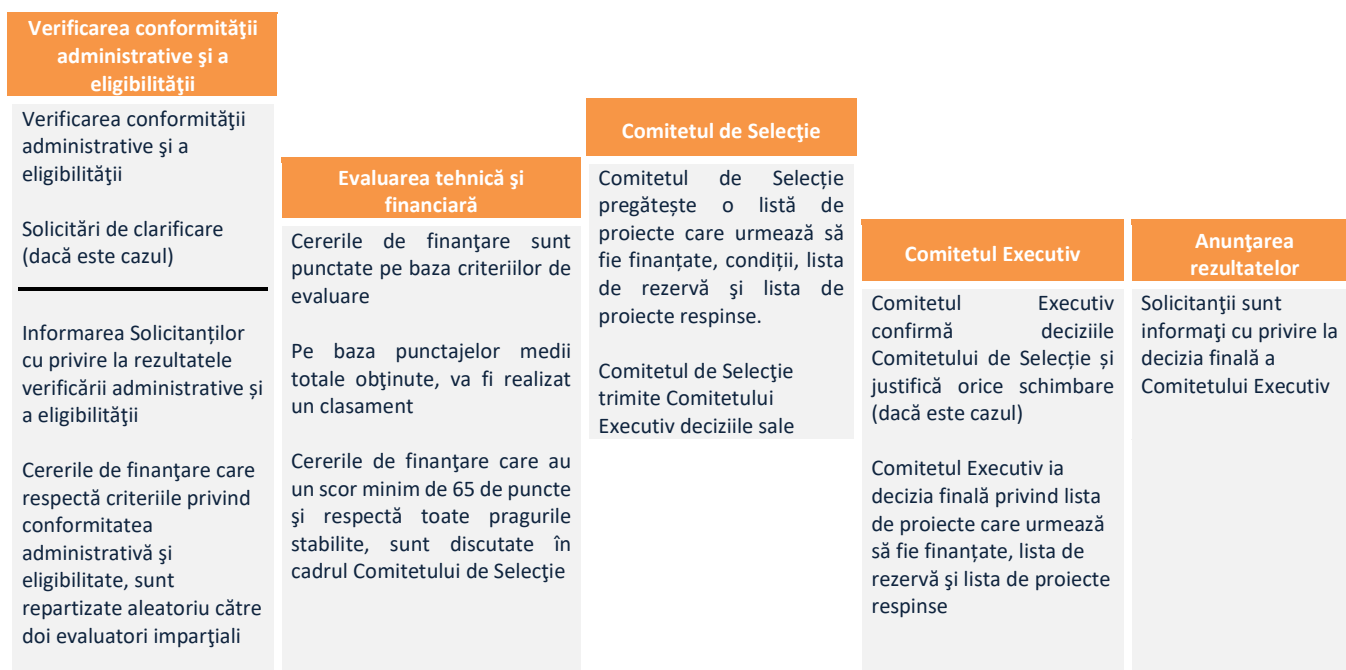 Verificarea conformităţii
administrative şi a
eligibilităţii
Verificarea conformităţii
administrative şi a
eligibilităţii
Solicitări de clarificare
(dacă este cazul)
Informarea Solicitanților
cu privire la rezultatele
verificării administrative și
a eligibilităţii
Cererile de finanţare care
respectă criteriile privind
conformitatea
administrativă şi
eligibilitate, sunt
repartizate aleatoriu către
doi evaluatori imparţiali
Evaluarea tehnică şi
financiară
Cererile de finanţare sunt
punctate pe baza criteriilor de
evaluare
Pe baza punctajelor medii
totale obţinute, va fi realizat
un clasament
Cererile de finanţare care au
un scor minim de 65 de puncte
şi respectă toate pragurile
stabilite, sunt discutate în
cadrul Comitetului de Selecţie
Comitetul de Selecţie
Comitetul de Selecție
pregătește o listă de
proiecte care urmează să
fie finanțate, condiții, lista
de rezervă şi lista de
proiecte respinse.
Comitetul de Selecţie
trimite Comitetului
Executiv deciziile sale
Comitetul Executiv
Comitetul Executiv
confirmă deciziile
Comitetului de Selecție și
justifică orice schimbare
(dacă este cazul)
Comitetul Executiv ia
decizia finală privind lista
de proiecte care urmează
să fie finanțate, lista de
rezervă şi lista de proiecte
respinse
Anunţarea
rezultatelor
Solicitanţii sunt
informaţi cu privire la
decizia finală a
Comitetului Executiv